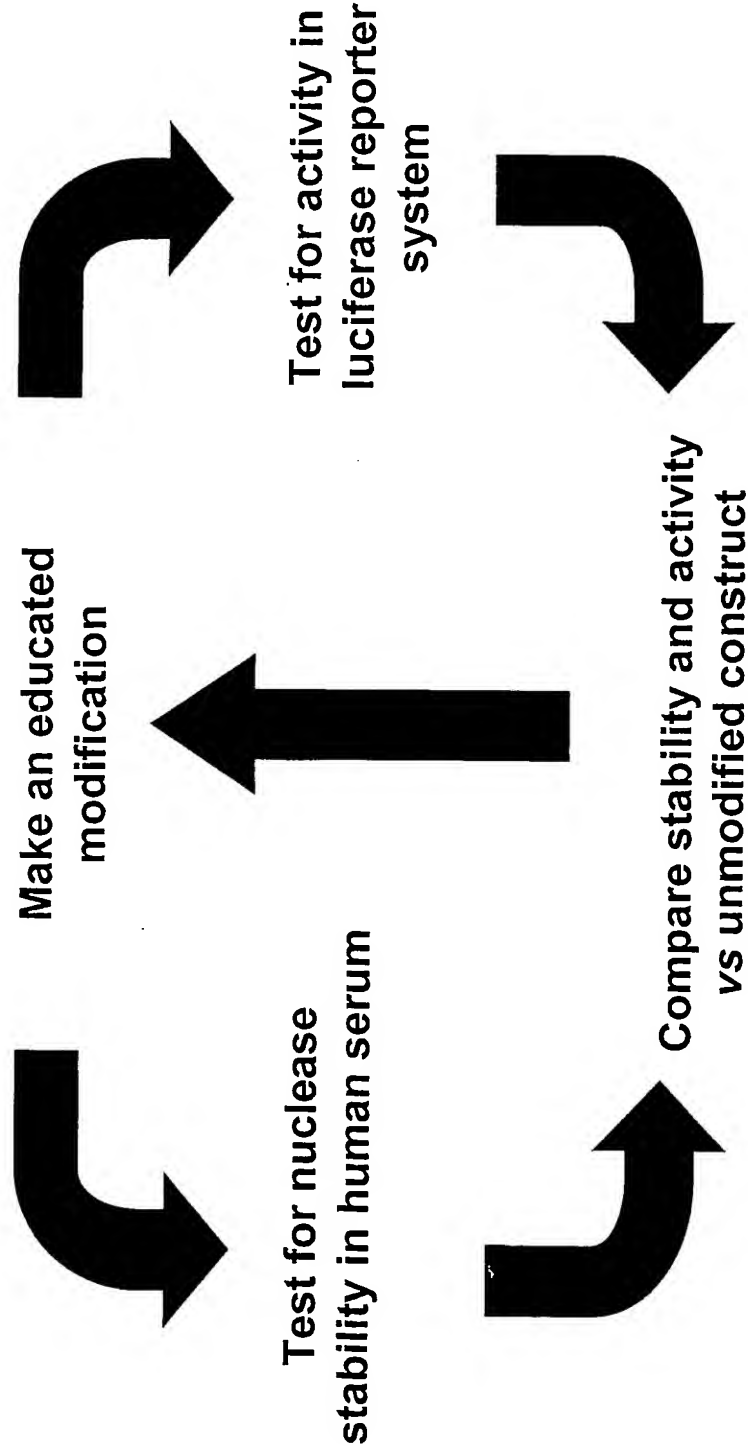 Make an educated
modification
Test for nuclease
stability in human serum
Test for activity in
luciferase reporter
system
Compare stability and activity
vs unmodified construct